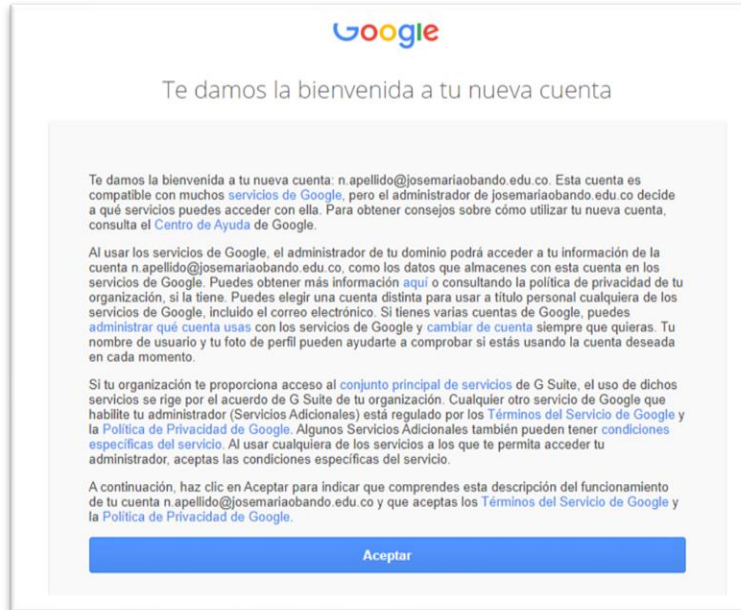 Google
Te damos la bienvenida a tu nueva cuenta
Te damos la bienvenida a tu nueva cuenta: n.apellido@josemariaobando.edu.co. Esta cuenta es
compatible con muchos servicios de Google, pero el administrador de josemariaobando.edu.co decide
a qué servicios puedes acceder con ella. Para obtener consejos sobre cómo utilizar tu nueva cuenta,
consulta el Centro de Ayuda de Google.
Al usar los servicios de Google, el administrador de tu dominio podrá acceder a tu información de la
cuenta n.apellido@josemariaobando.edu.co, como los datos que almacenes con esta cuenta en los
servicios de Google. Puedes obtener más información aquí o consultando la política de privacidad de tu
organización, si la tiene. Puedes elegir una cuenta distinta para usar a título personal cualquiera de los
servicios de Google, incluido el correo electrónico. Si tienes varias cuentas de Google, puedes
administrar qué cuenta usas con los servicios de Google y cambiar de cuenta siempre que quieras. Tu
nombre de usuario y tu foto de perfil pueden ayudarte a comprobar si estás usando la cuenta deseada
en cada momento.
Si tu organización te proporciona acceso al conjunto principal de servicios de G Suite, el uso de dichos
servicios se rige por el acuerdo de G Suite de tu organización. Cualquier otro servicio de Google que
habilite tu administrador (Servicios Adicionales) está regulado por los Términos del Servicio de Google y
la Política de Privacidad de Google. Algunos Servicios Adicionales también pueden tener condiciones
específicas del servicio. Al usar cualquiera de los servicios a los que te permita acceder tu
administrador, aceptas las condiciones específicas del servicio.
A continuación, haz clic en Aceptar para indicar que comprendes esta descripción del funcionamiento
de tu cuenta n.apellido@josemariaobando.edu.co y que aceptas los Términos del Servicio de Google y
la Política de Privacidad de Google.
Aceptar